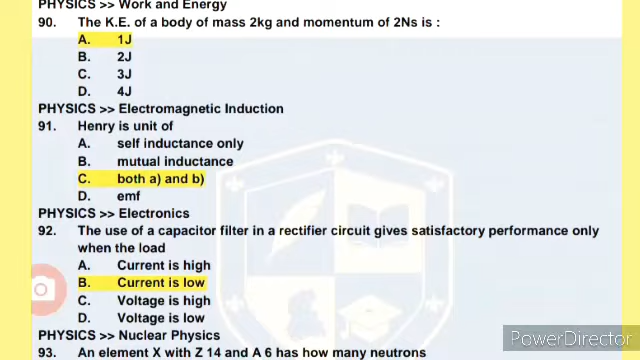 PHYSICS >> Work and Energy
90. The K.E. of a body of mass 2kg and momentum of 2Ns is :
A. 1J
B. 2J
C. 3J
D. 4J
PHYSICS >> Electromagnetic Induction
91. Henry is unit of
A. self inductance only
B. mutual inductance
C. both a) and b)
D. emf
PHYSICS >> Electronics
92. The use of a capacitor filter in a rectifier circuit gives satisfactory performance only
when the load
A. Current is high
B. Current is low
C. Voltage is high
D. Voltage is low
PHYSICS >> Nuclear Physics
93. An element X with Z 14 and A 6 has how many neutrons
PowerDirector